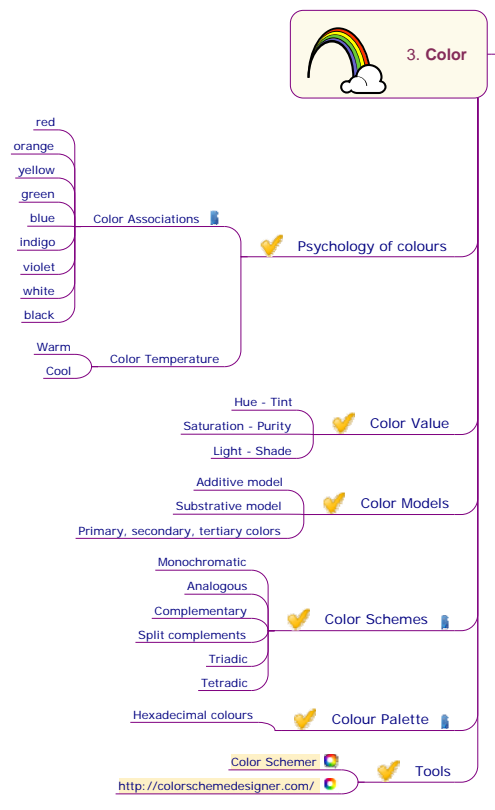 3. Color
red
orange
yellow
green
blue
indigo
violet
white
black
Color Associations
Psychology of colours
Warm
Cool
Color Temperature
Hue - Tint
Saturation - Purity
Light - Shade
Color Value
Additive model
Substrative model
Primary, secondary, tertiary colors
Color Models
Monochromatic
Analogous
Complementary
Split complements
Triadic
Tetradic
Color Schemes
Hexadecimal colours
Colour Palette
Color Schemer
http://colorschemedesigner.com/
Tools